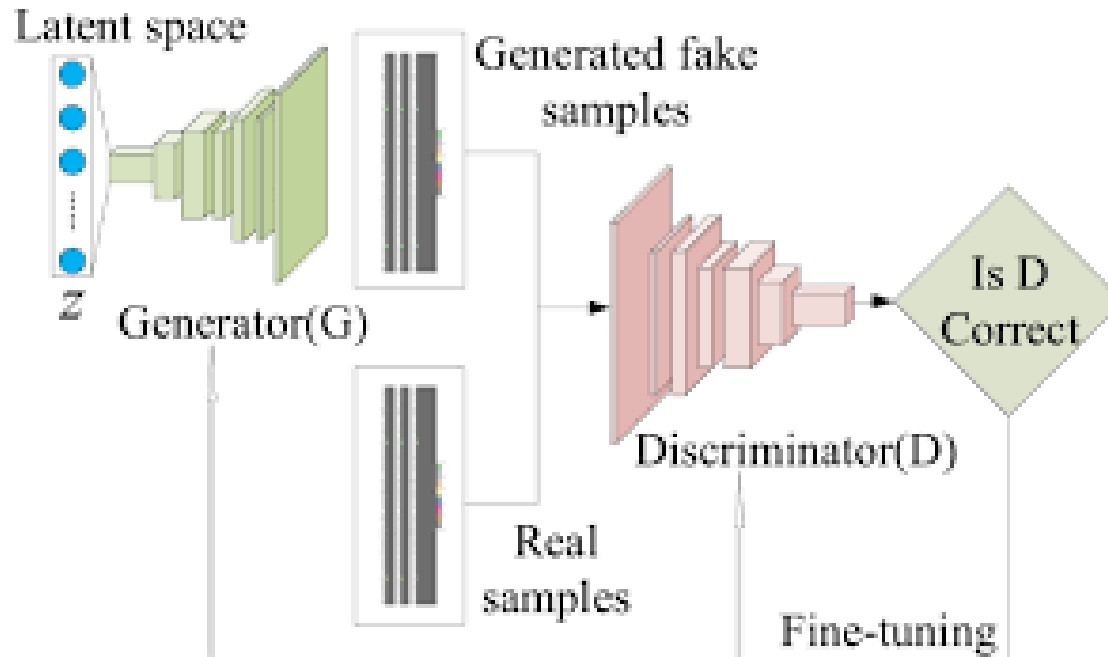 Latent space
Generated fake
samples
z
Generator(G)
Is D
Correct
Discriminator(D)
Real
samples
Fine-tuning